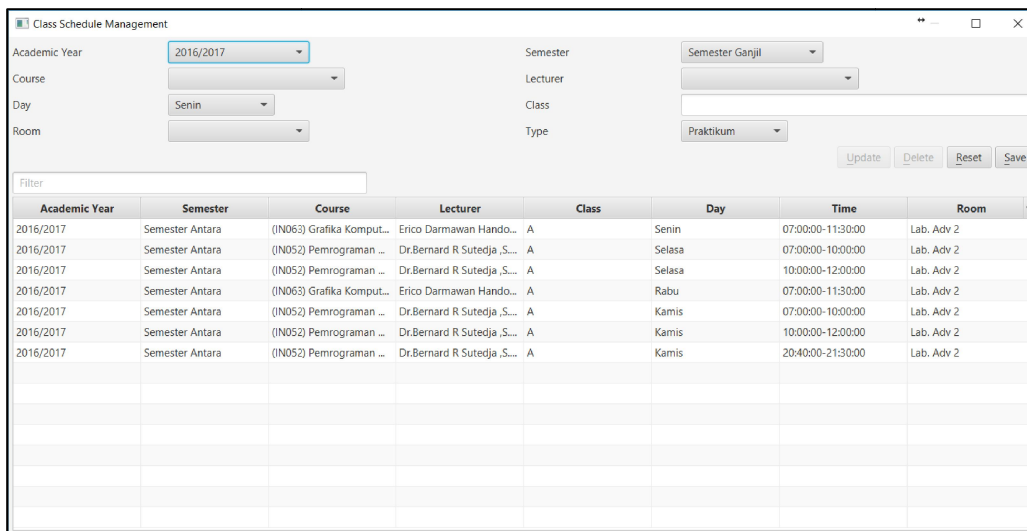 Class Schedule Management
Academic Year 2016/2017 Semester Semester Ganjil
Course Lecturer
Day Senin Class
Room Type Praktikum
Update Delete Reset Save
Filter
Academic Year Semester Course Lecturer Class Day Time Room
2016/2017 Semester Antara (IN063) Grafika Komput... Erico Darmawan Hando... A Senin 07:00:00-11:30:00 Lab. Adv 2
2016/2017 Semester Antara (IN052) Pemrograman ... Dr.Bernard R Sutedja ,S.... A Selasa 07:00:00-10:00:00 Lab. Adv 2
2016/2017 Semester Antara (IN052) Pemrograman ... Dr.Bernard R Sutedja ,S.... A Selasa 10:00:00-12:00:00 Lab. Adv 2
2016/2017 Semester Antara (IN063) Grafika Komput... Erico Darmawan Hando... A Rabu 07:00:00-11:30:00 Lab. Adv 2
2016/2017 Semester Antara (IN052) Pemrograman ... Dr.Bernard R Sutedja ,S.... A Kamis 07:00:00-10:00:00 Lab. Adv 2
2016/2017 Semester Antara (IN052) Pemrograman ... Dr.Bernard R Sutedja ,S.... A Kamis 10:00:00-12:00:00 Lab. Adv 2
2016/2017 Semester Antara (IN052) Pemrograman ... Dr.Bernard R Sutedja ,S.... A Kamis 20:40:00-21:30:00 Lab. Adv 2